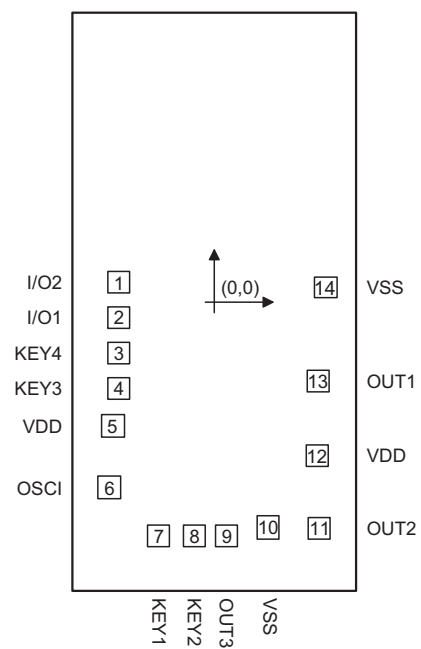 I/O2 1 (0,0) 14 VSS
I/O1 2
KEY4 3
KEY3 4 13 OUT1
VDD 5
12 VDD
OSCI 6
7 8 9 10 11 OUT2
KEY1 KEY2 OUT3 VSS